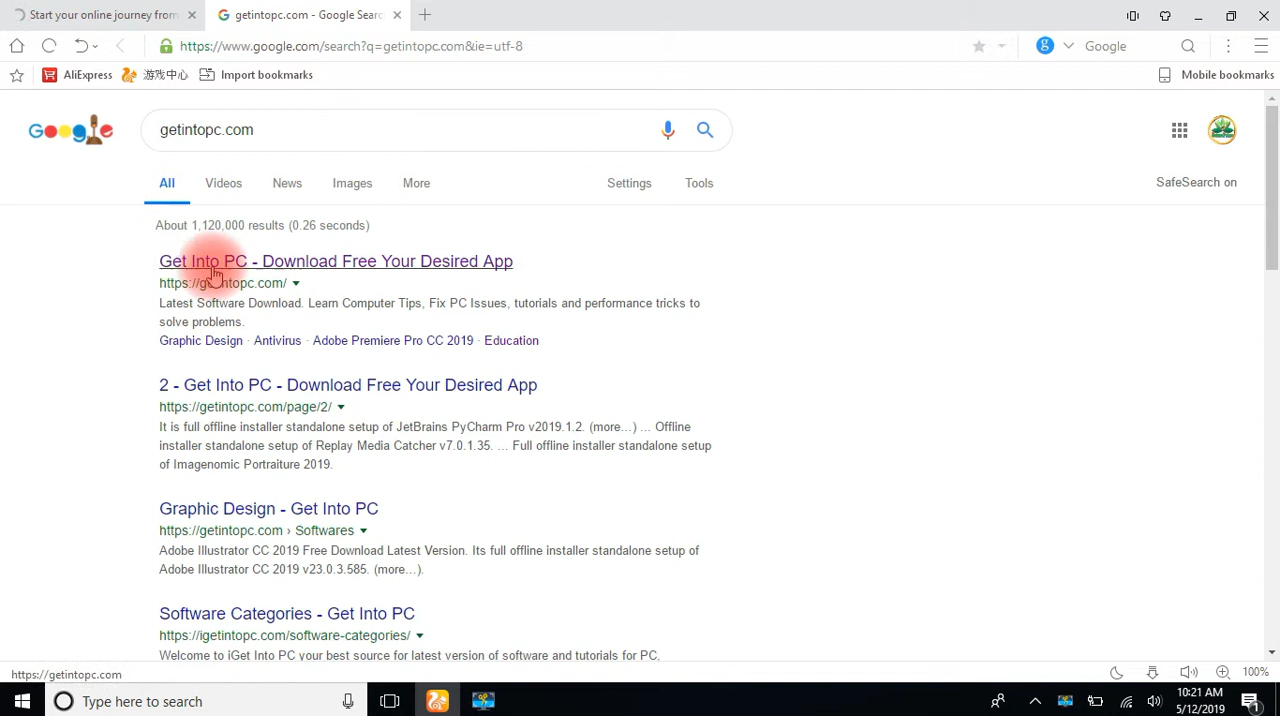 Start your online journey from
getintopc.com - Google Searc
https://www.google.com/search?q=getintopc.com&ie=utf-8
Google
AliExpress
游戏中心
Import bookmarks
Mobile bookmarks
Google
getintopc.com
All
Videos
News
Images
More
Settings
Tools
SafeSearch on
About 1,120,000 results (0.26 seconds)
Get Into PC - Download Free Your Desired App
https://getintopc.com/
Latest Software Download. Learn Computer Tips, Fix PC Issues, tutorials and performance tricks to
solve problems.
Graphic Design · Antivirus · Adobe Premiere Pro CC 2019 · Education
2 - Get Into PC - Download Free Your Desired App
https://getintopc.com/page/2/
It is full offline installer standalone setup of JetBrains PyCharm Pro v2019.1.2. (more…) ... Offline
installer standalone setup of Replay Media Catcher v7.0.1.35. ... Full offline installer standalone setup
of Imagenomic Portraiture 2019.
Graphic Design - Get Into PC
https://getintopc.com › Softwares
Adobe Illustrator CC 2019 Free Download Latest Version. Its full offline installer standalone setup of
Adobe Illustrator CC 2019 v23.0.3.585. (more…).
Software Categories - Get Into PC
https://igetintopc.com/software-categories/
Welcome to iGet Into PC your best source for latest version of software and tutorials for PC.
https://getintopc.com
100%
Type here to search
10:21 AM
5/12/2019
1